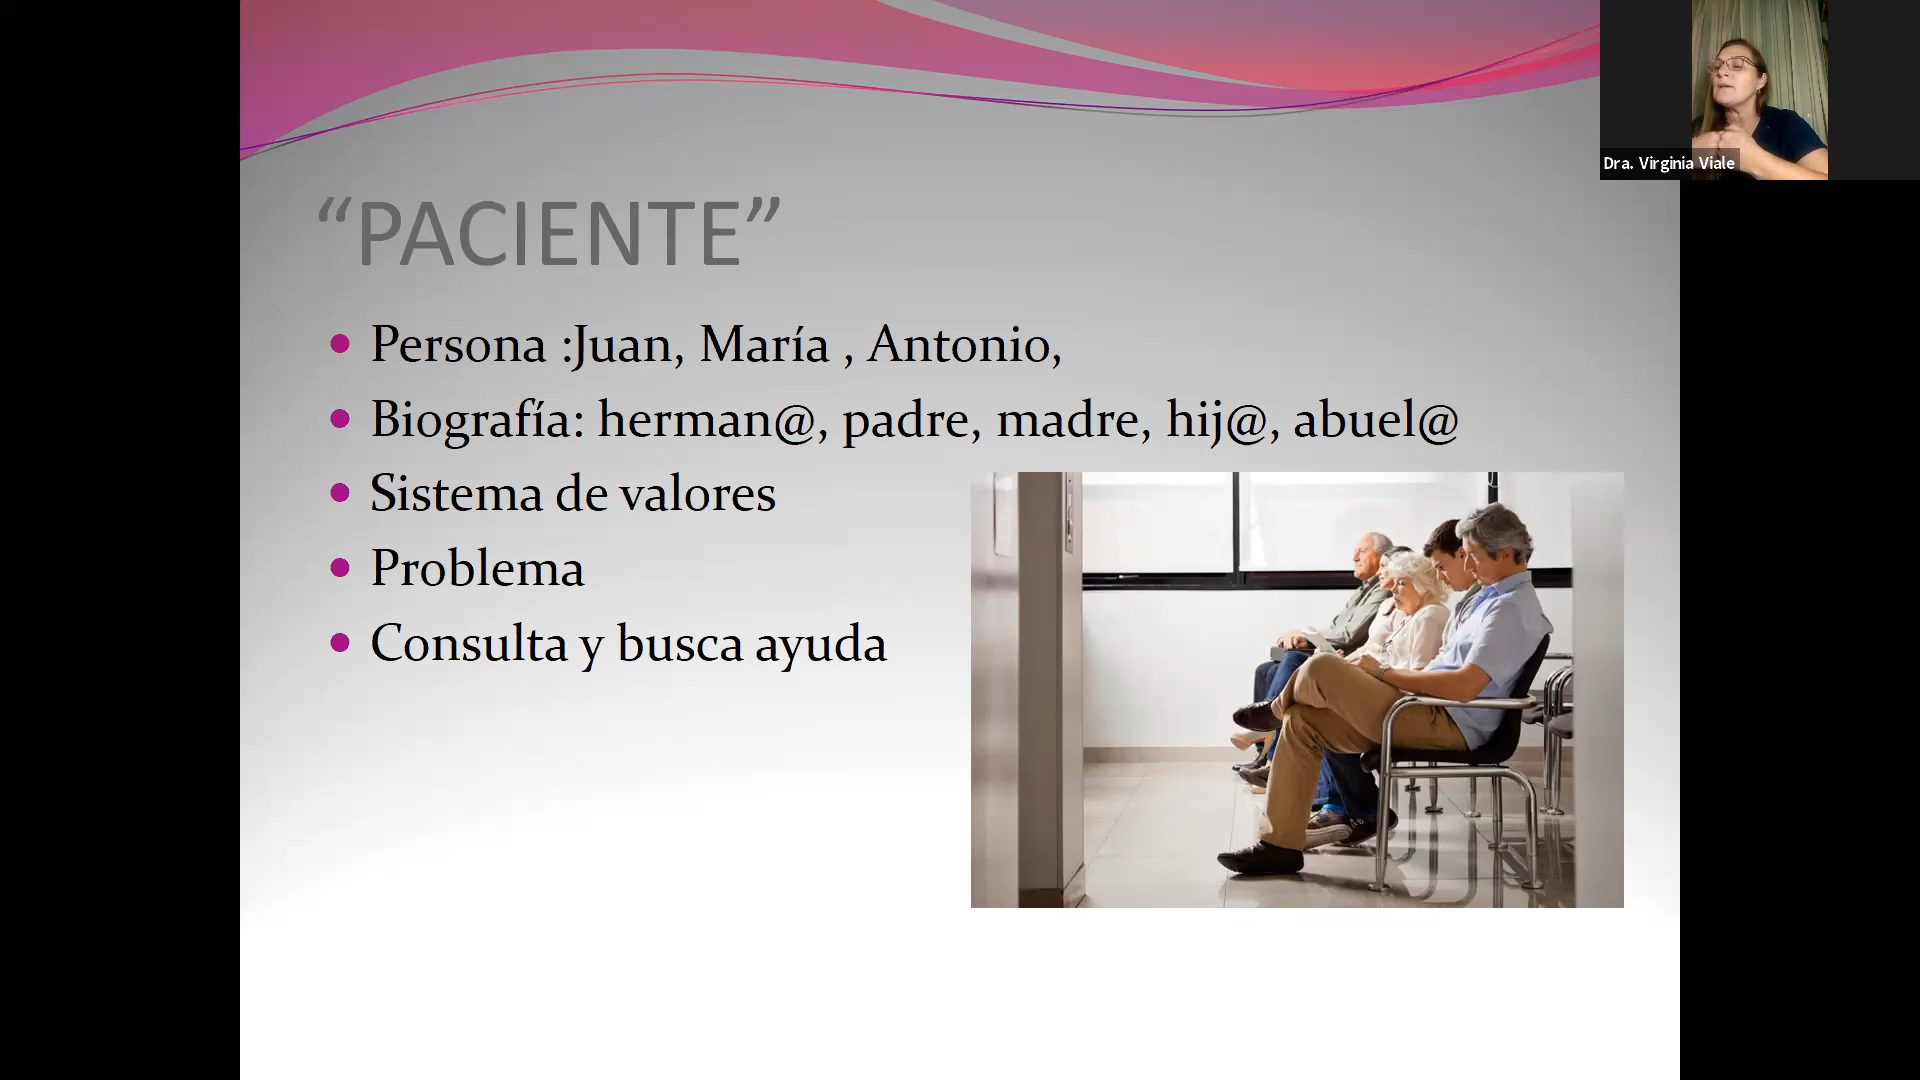 Dra. Virginia Viale
“PACIENTE”
Persona :Juan, María , Antonio,
Biografía: herman@, padre, madre, hij@, abuel@
Sistema de valores
Problema
Consulta y busca ayuda